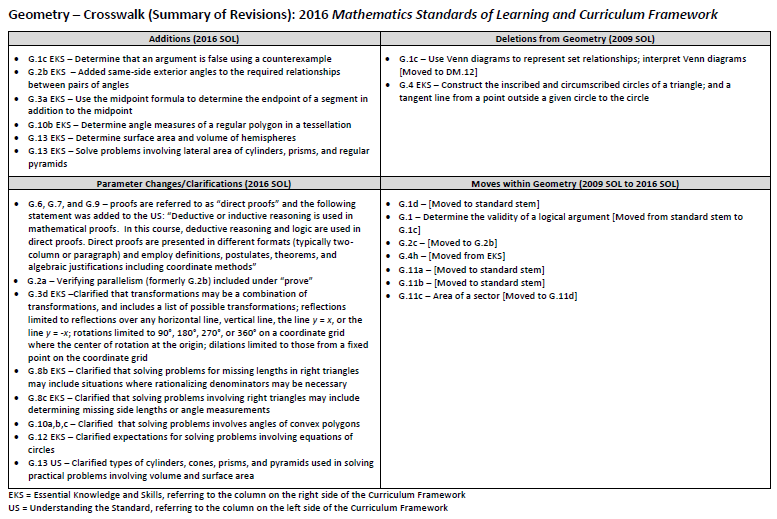 Geometry – Crosswalk (Summary of Revisions): 2016 Mathematics Standards of Learning and Curriculum Framework
Additions (2016 SOL)
• G.1c EKS – Determine that an argument is false using a counterexample
• G.2b EKS – Added same-side exterior angles to the required relationships
between pairs of angles
• G.3a EKS – Use the midpoint formula to determine the endpoint of a segment in
addition to the midpoint
• G.10b EKS – Determine angle measures of a regular polygon in a tessellation
• G.13 EKS – Determine surface area and volume of hemispheres
• G.13 EKS – Solve problems involving lateral area of cylinders, prisms, and regular
pyramids
Deletions from Geometry (2009 SOL)
• G.1c – Use Venn diagrams to represent set relationships; interpret Venn diagrams
[Moved to DM.12]
• G.4 EKS – Construct the inscribed and circumscribed circles of a triangle; and a
tangent line from a point outside a given circle to the circle
Parameter Changes/Clarifications (2016 SOL)
• G.6, G.7, and G.9 – proofs are referred to as “direct proofs” and the following
statement was added to the US: “Deductive or inductive reasoning is used in
mathematical proofs. In this course, deductive reasoning and logic are used in
direct proofs. Direct proofs are presented in different formats (typically two-
column or paragraph) and employ definitions, postulates, theorems, and
algebraic justifications including coordinate methods”
• G.2a – Verifying parallelism (formerly G.2b) included under “prove”
• G.3d EKS –Clarified that transformations may be a combination of
transformations, and includes a list of possible transformations; reflections
limited to reflections over any horizontal line, vertical line, the line y = x, or the
line y = -x; rotations limited to 90°, 180°, 270°, or 360° on a coordinate grid
where the center of rotation at the origin; dilations limited to those from a fixed
point on the coordinate grid
• G.8b EKS – Clarified that solving problems for missing lengths in right triangles
may include situations where rationalizing denominators may be necessary
• G.8c EKS – Clarified that solving problems involving right triangles may include
determining missing side lengths or angle measurements
• G.10a,b,c – Clarified that solving problems involves angles of convex polygons
• G.12 EKS – Clarified expectations for solving problems involving equations of
circles
• G.13 US – Clarified types of cylinders, cones, prisms, and pyramids used in solving
practical problems involving volume and surface area
Moves within Geometry (2009 SOL to 2016 SOL)
• G.1d – [Moved to standard stem]
• G.1 – Determine the validity of a logical argument [Moved from standard stem to
G.1c]
• G.2c – [Moved to G.2b]
• G.4h – [Moved from EKS]
• G.11a – [Moved to standard stem]
• G.11b – [Moved to standard stem]
• G.11c – Area of a sector [Moved to G.11d]
EKS = Essential Knowledge and Skills, referring to the column on the right side of the Curriculum Framework
US = Understanding the Standard, referring to the column on the left side of the Curriculum Framework